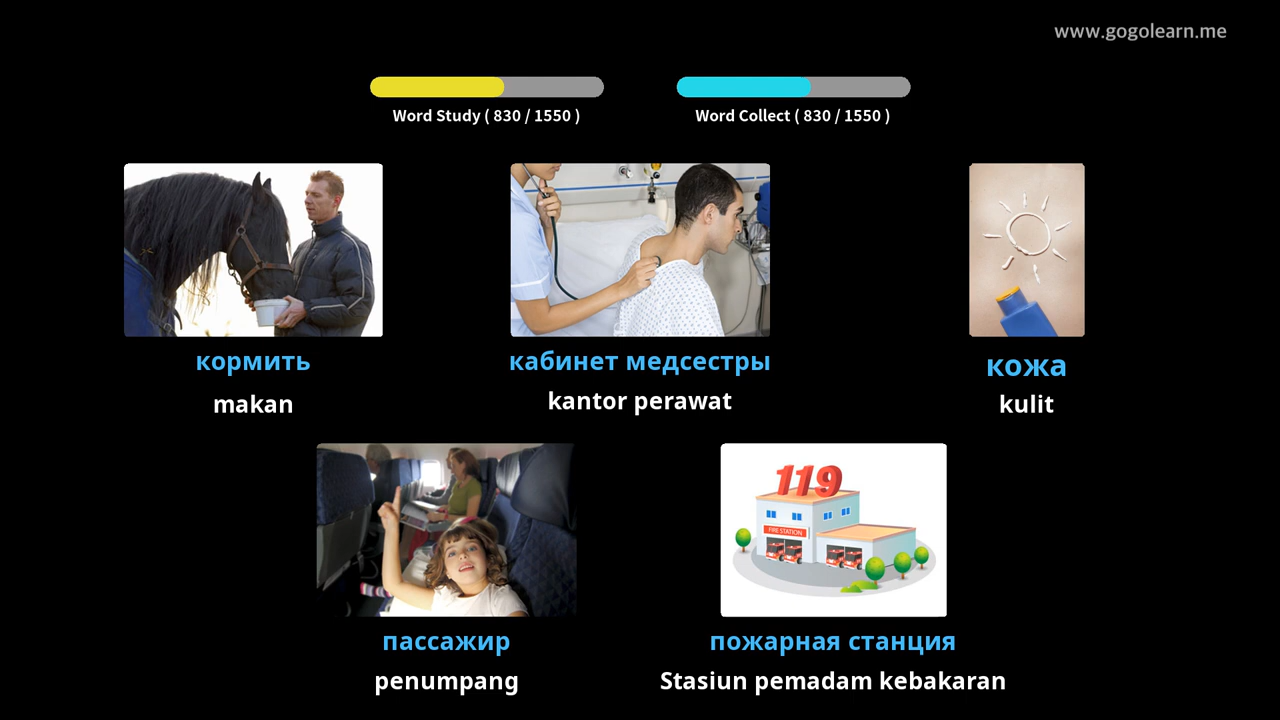 www.gogolearn.me
Word Study ( 830 / 1550 )
Word Collect ( 830 / 1550 )
кормить
makan
кабинет медсестры
kantor perawat
кожа
kulit
119
FIRE STATION
пассажир
penumpang
пожарная станция
Stasiun pemadam kebakaran